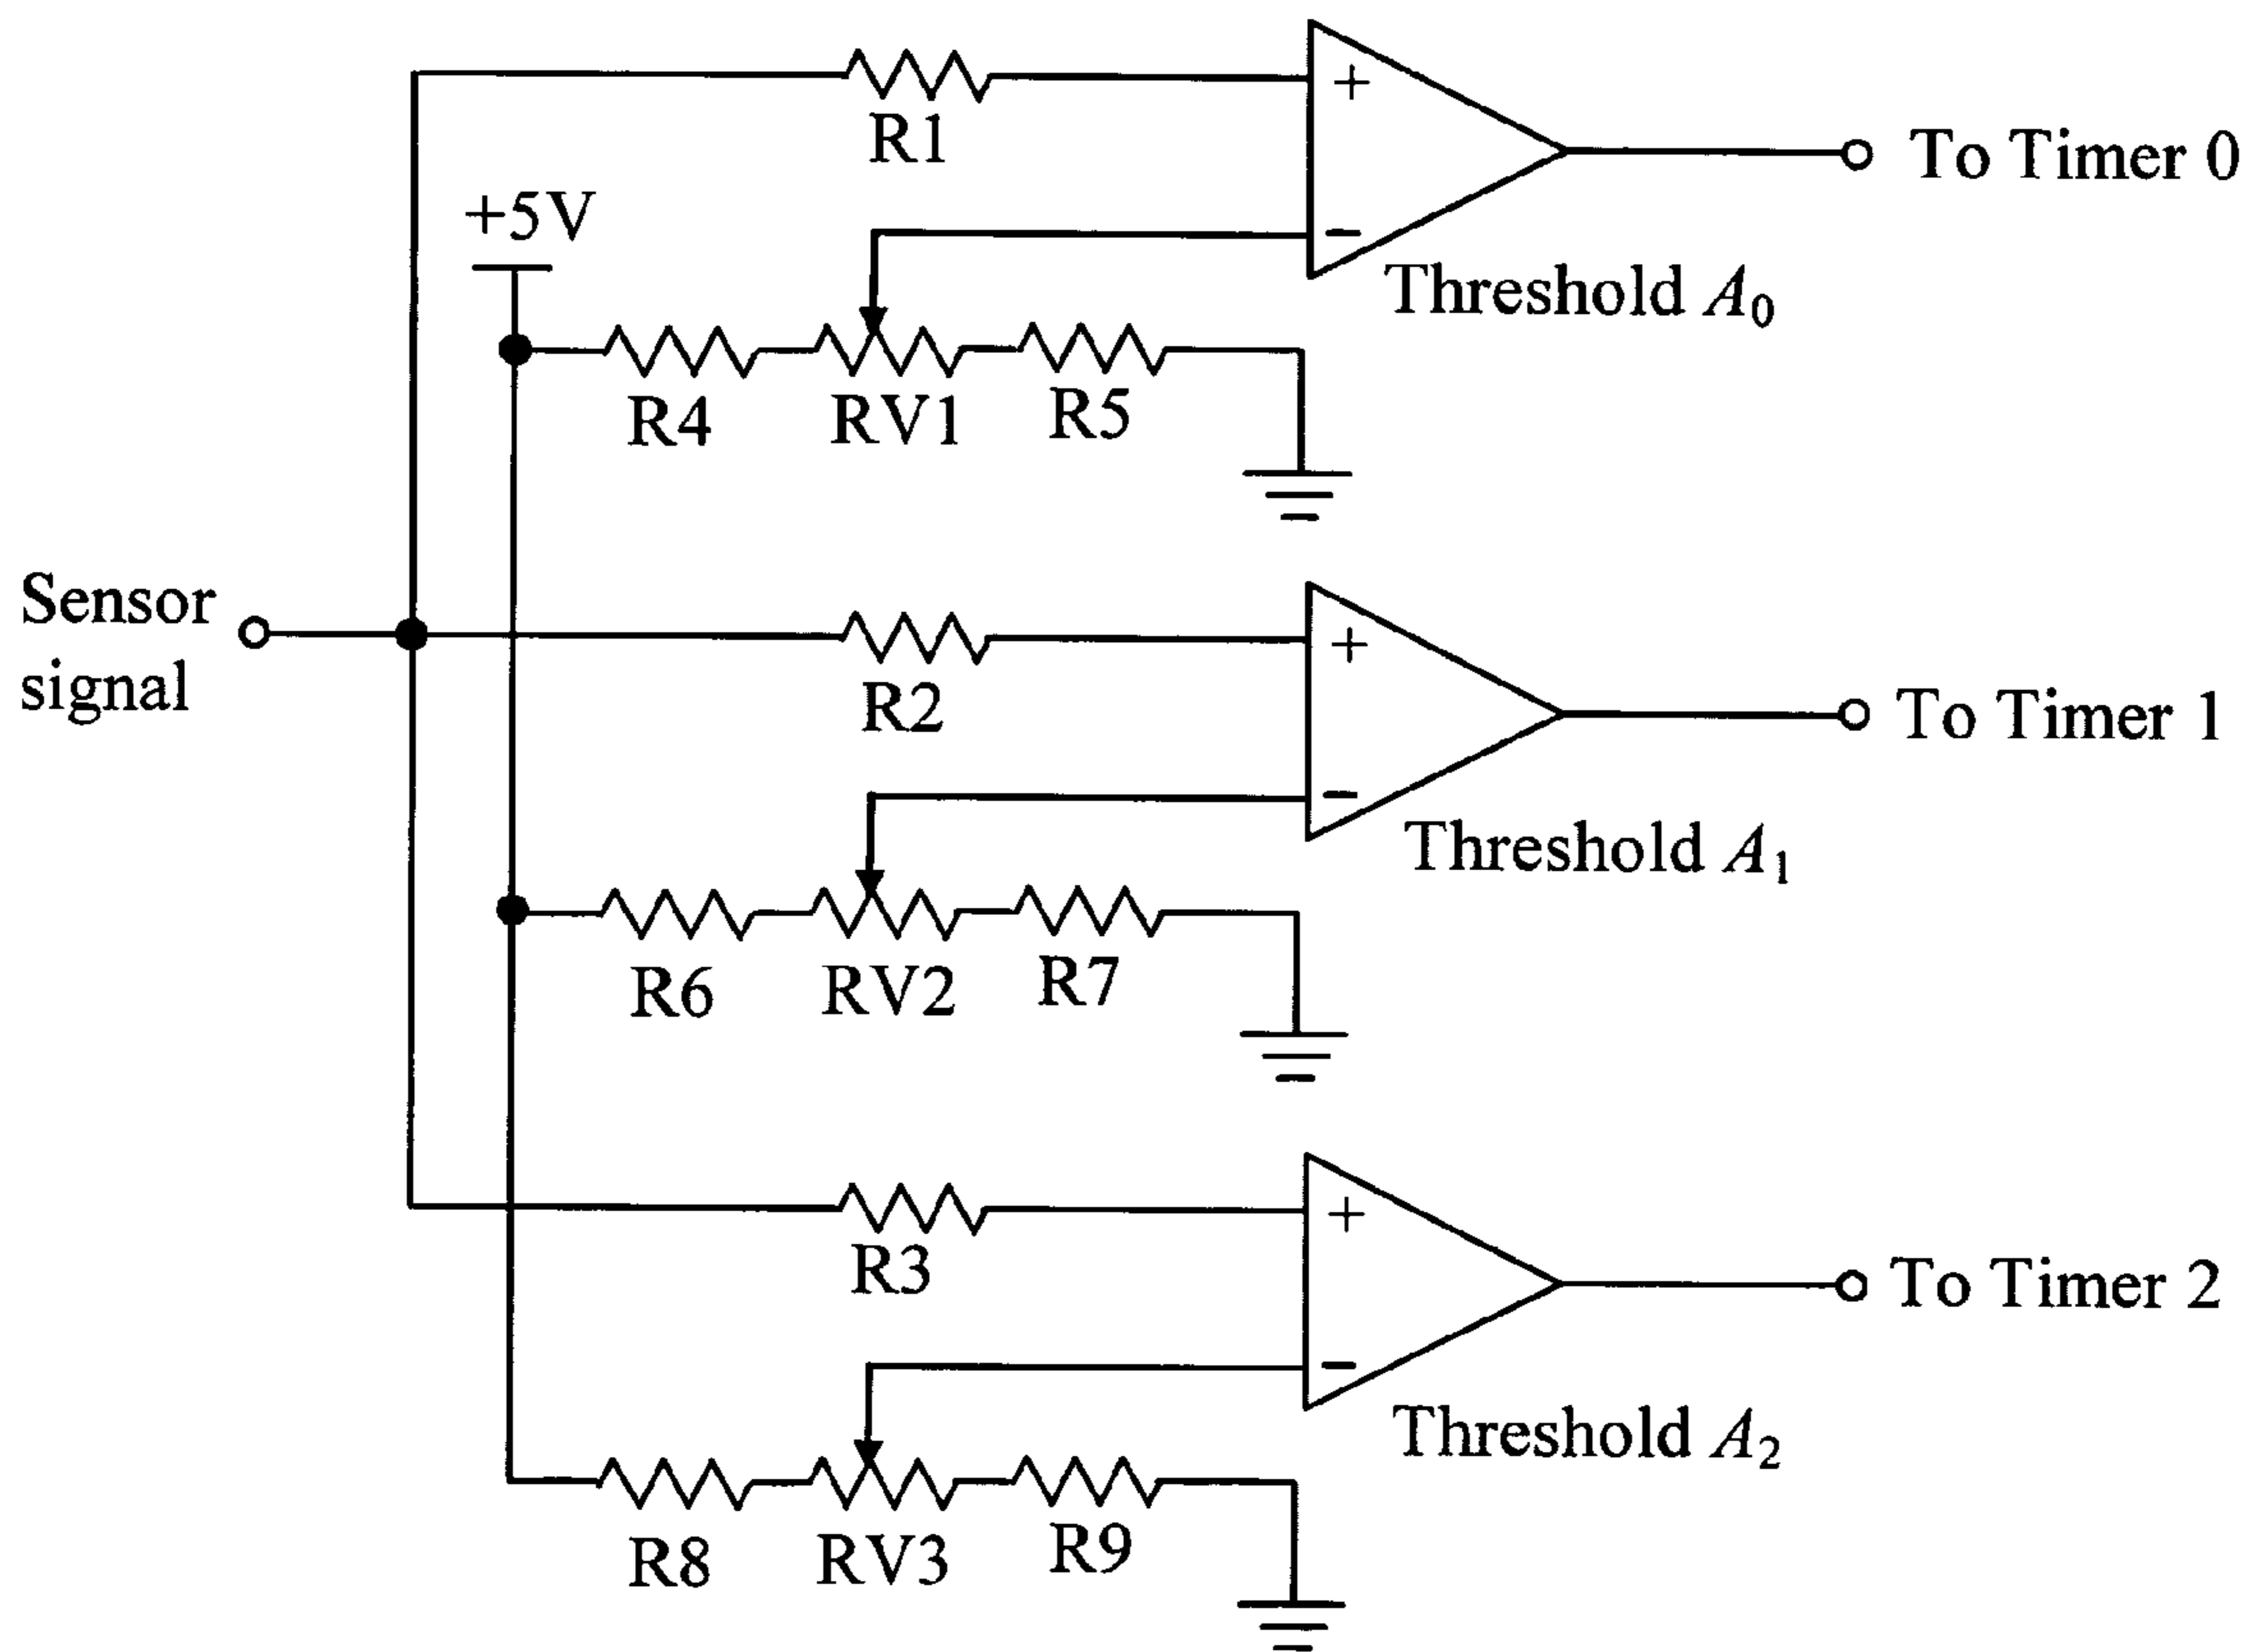 R1
+
To Timer 0
+5V
−
Threshold A₀
R4
RV1
R5
Sensor
signal
+
R2
To Timer 1
−
Threshold A₁
R6
RV2
R7
+
R3
To Timer 2
−
Threshold A₂
R8
RV3
R9